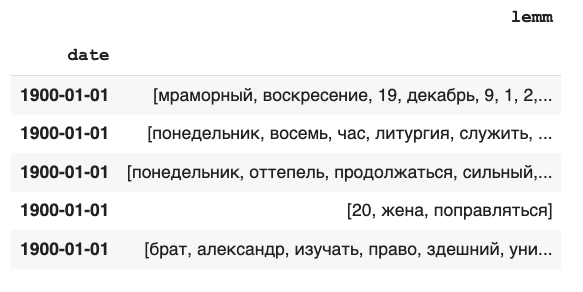 lemm
date
1900-01-01 [мраморный, воскресение, 19, декабрь, 9, 1, 2,...
1900-01-01 [понедельник, восемь, час, литургия, служить, ...
1900-01-01 [понедельник, оттепель, продолжаться, сильный,...
1900-01-01 [20, жена, поправляться]
1900-01-01 [брат, александр, изучать, право, здешний, уни...